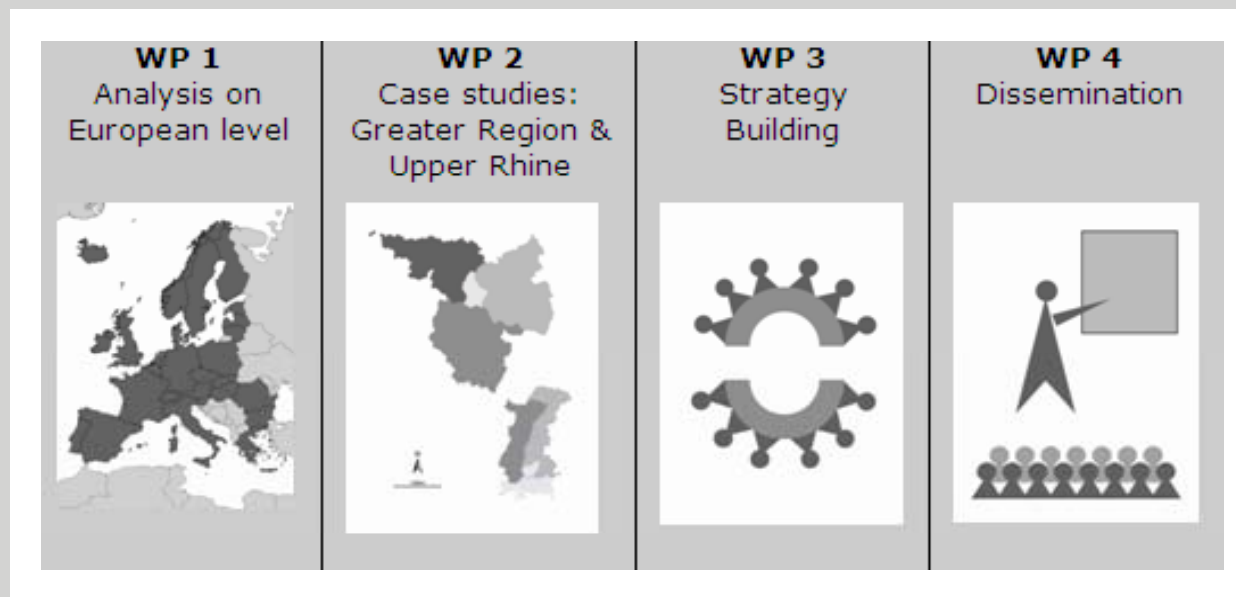 WP 1
Analysis on
European level
WP 2
Case studies:
Greater Region &
Upper Rhine
WP 3
Strategy
Building
WP 4
Dissemination